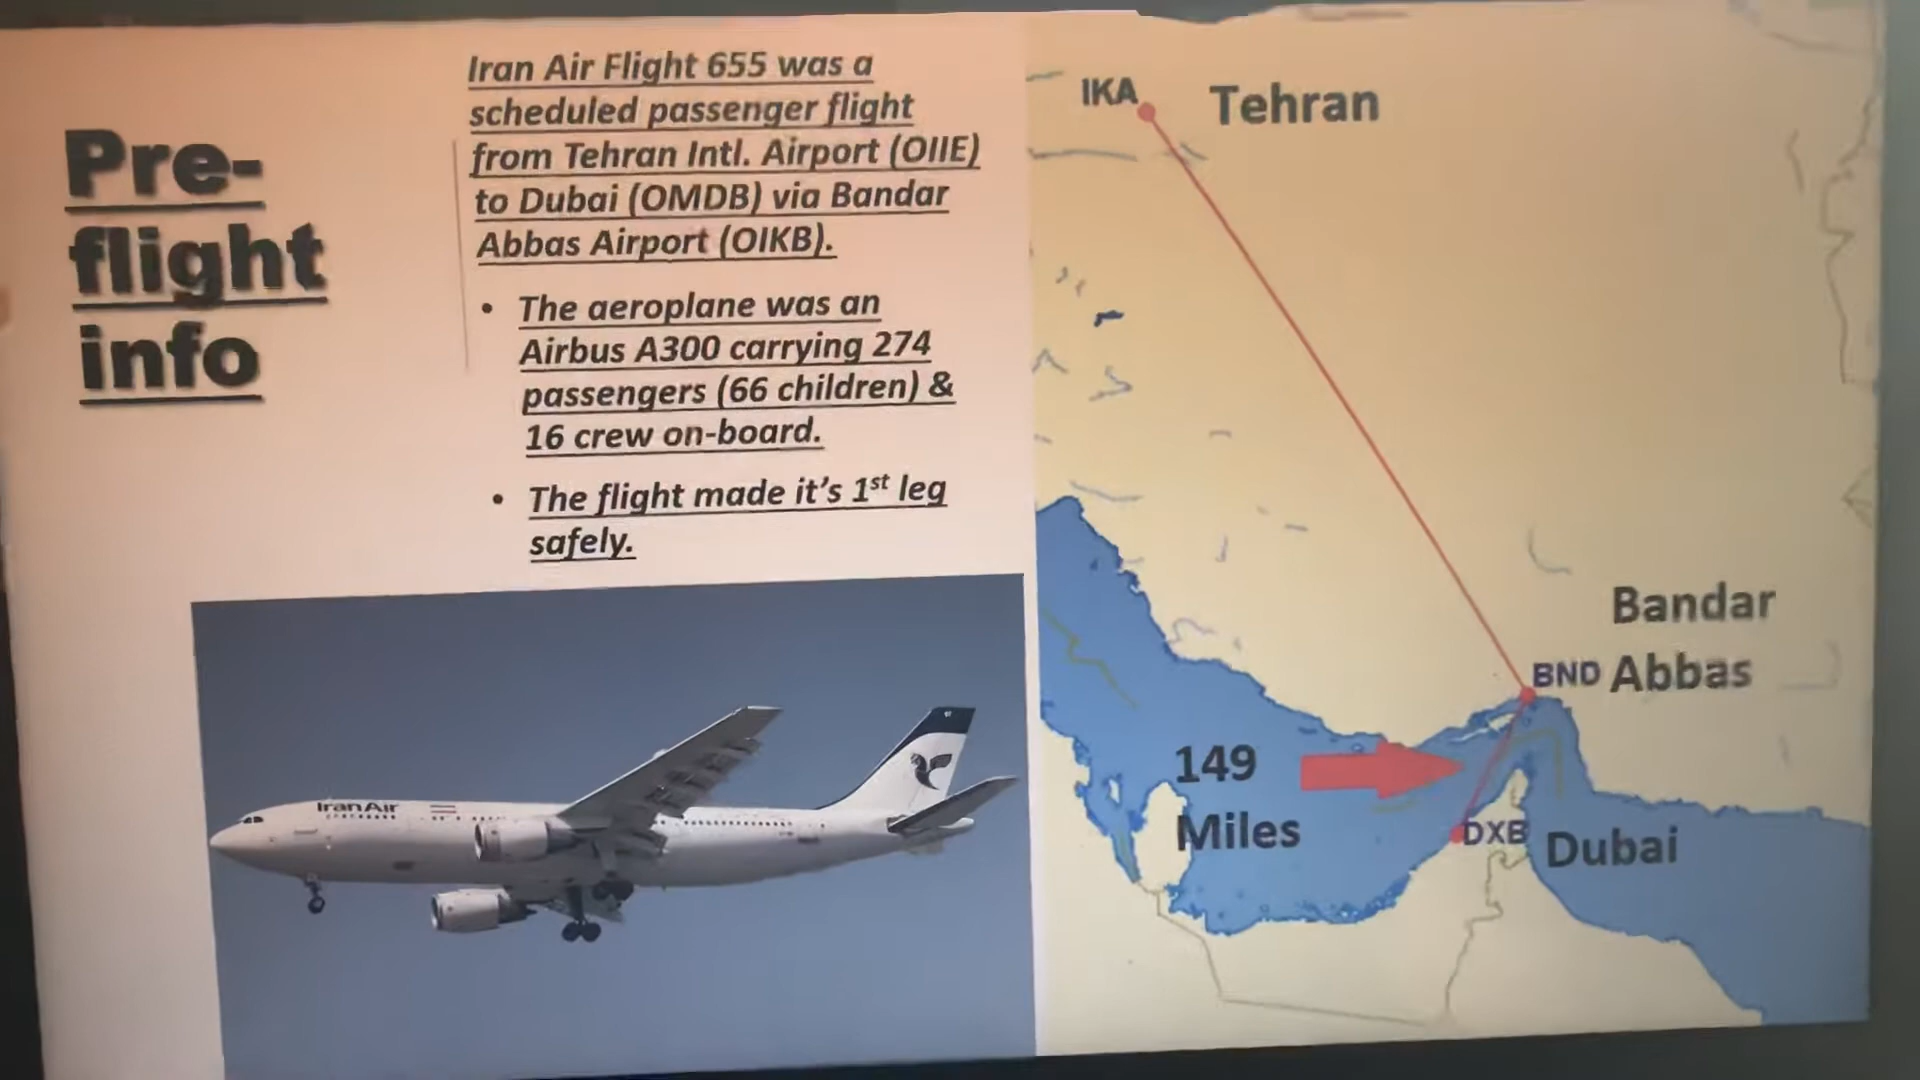 Pre-
flight
info
Iran Air Flight 655 was a
scheduled passenger flight
from Tehran Intl. Airport (OIIE)
to Dubai (OMDB) via Bandar
Abbas Airport (OIKB).
• The aeroplane was an
Airbus A300 carrying 274
passengers (66 children) &
16 crew on-board.
• The flight made it's 1st leg
safely.
IranAir
IKA
Tehran
Bandar
BND Abbas
149
Miles
DXB
Dubai